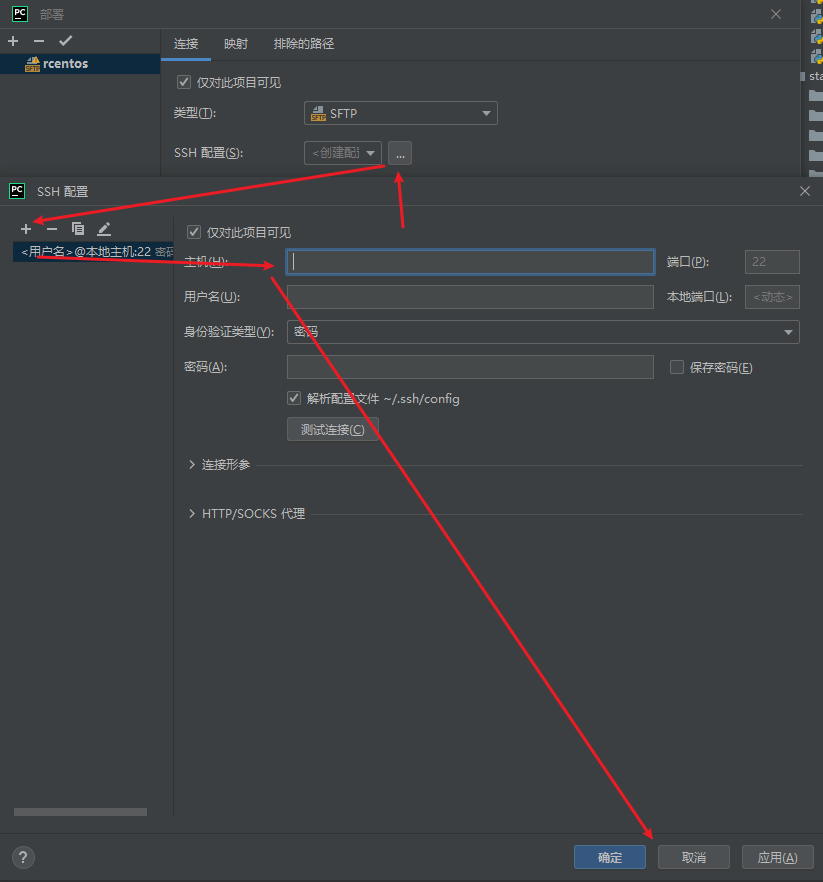 PC 部署
rcentos
SFTP
连接 映射 排除的路径
仅对此项目可见
类型(T): SFTP
SSH 配置(S): <创建配 ...
sta
PC SSH 配置
<用户名>@本地主机:22 密码
仅对此项目可见
主机(H): 端口(P): 22
用户名(U): 本地端口(L): <动态>
身份验证类型(Y): 密码
密码(A): 保存密码(E)
解析配置文件 ~/.ssh/config
测试连接(C)
连接形参
HTTP/SOCKS 代理
? 确定 取消 应用(A)